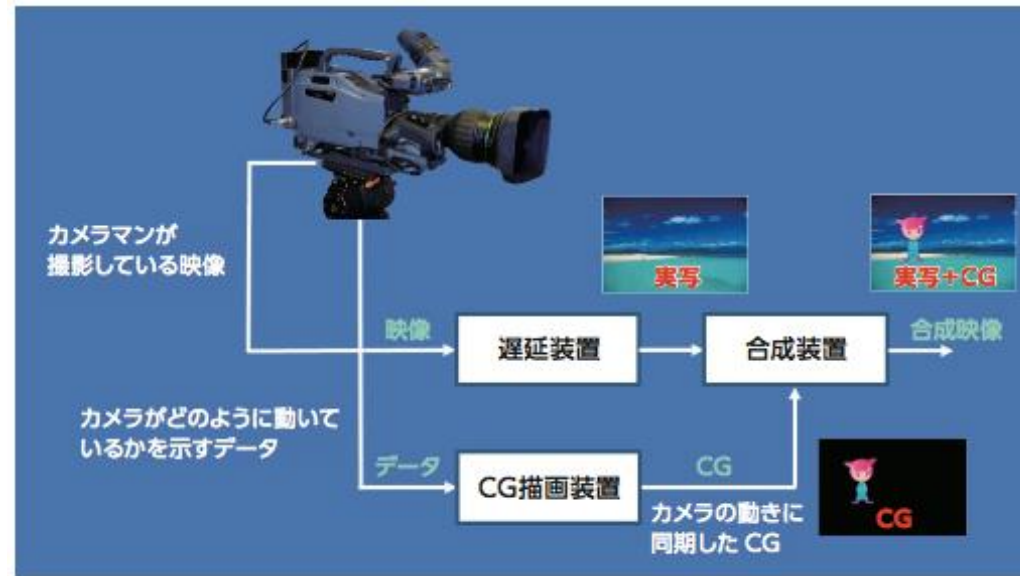 カメラマンが
撮影している映像
実写
実写+CG
映像
遅延装置
合成装置
合成映像
カメラがどのように動いて
いるかを示すデータ
データ
CG描画装置
CG
カメラの動きに
同期した CG
CG